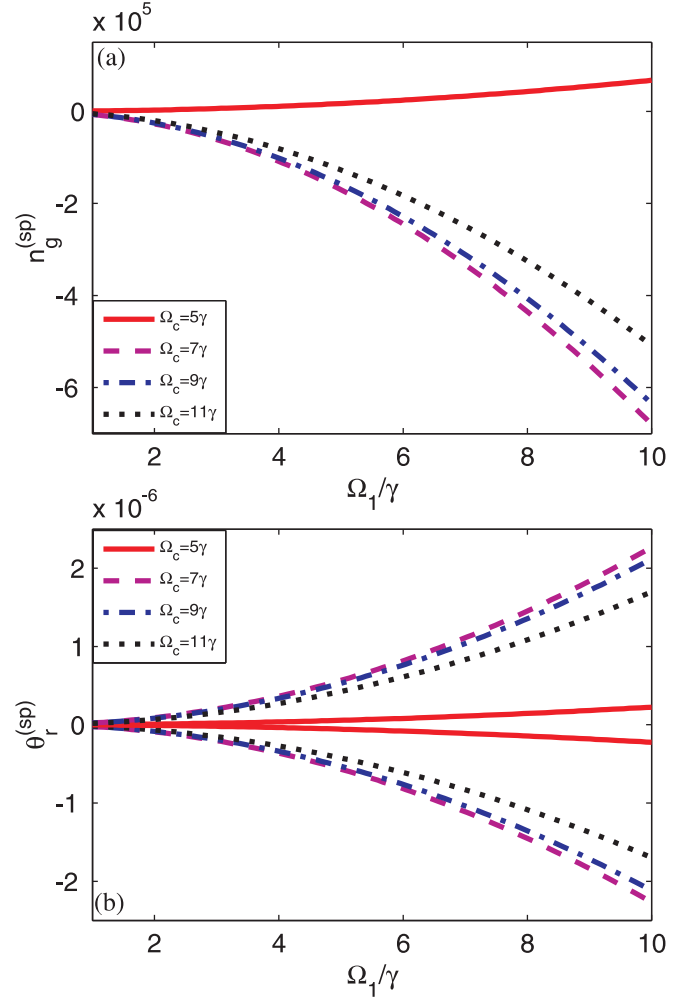 x 10^5
(a)
0
-2
-4
-6
n_g^(sp)
Ω_c=5γ
Ω_c=7γ
Ω_c=9γ
Ω_c=11γ
2 4 6 8 10
Ω_1/γ
x 10^-6
Ω_c=5γ
Ω_c=7γ
Ω_c=9γ
Ω_c=11γ
2
1
0
-1
-2
θ_r^(sp)
(b)
2 4 6 8 10
Ω_1/γ